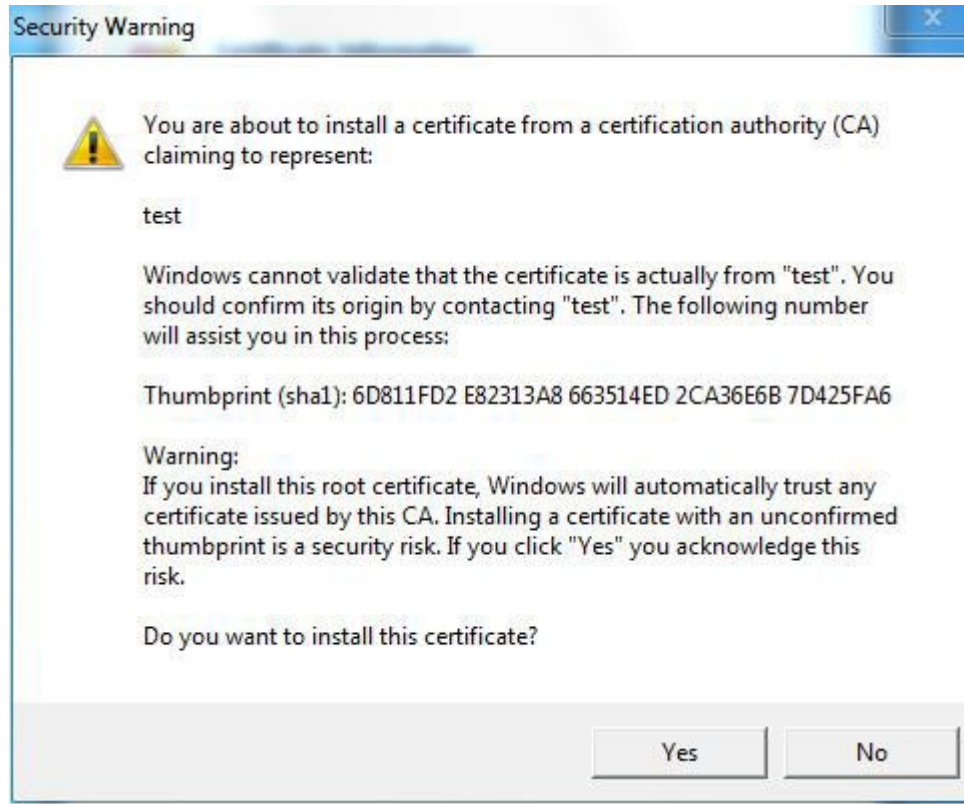 Security Warning
You are about to install a certificate from a certification authority (CA)
claiming to represent:
test
Windows cannot validate that the certificate is actually from "test". You
should confirm its origin by contacting "test". The following number
will assist you in this process:
Thumbprint (sha1): 6D811FD2 E82313A8 663514ED 2CA36E6B 7D425FA6
Warning:
If you install this root certificate, Windows will automatically trust any
certificate issued by this CA. Installing a certificate with an unconfirmed
thumbprint is a security risk. If you click "Yes" you acknowledge this
risk.
Do you want to install this certificate?
Yes No